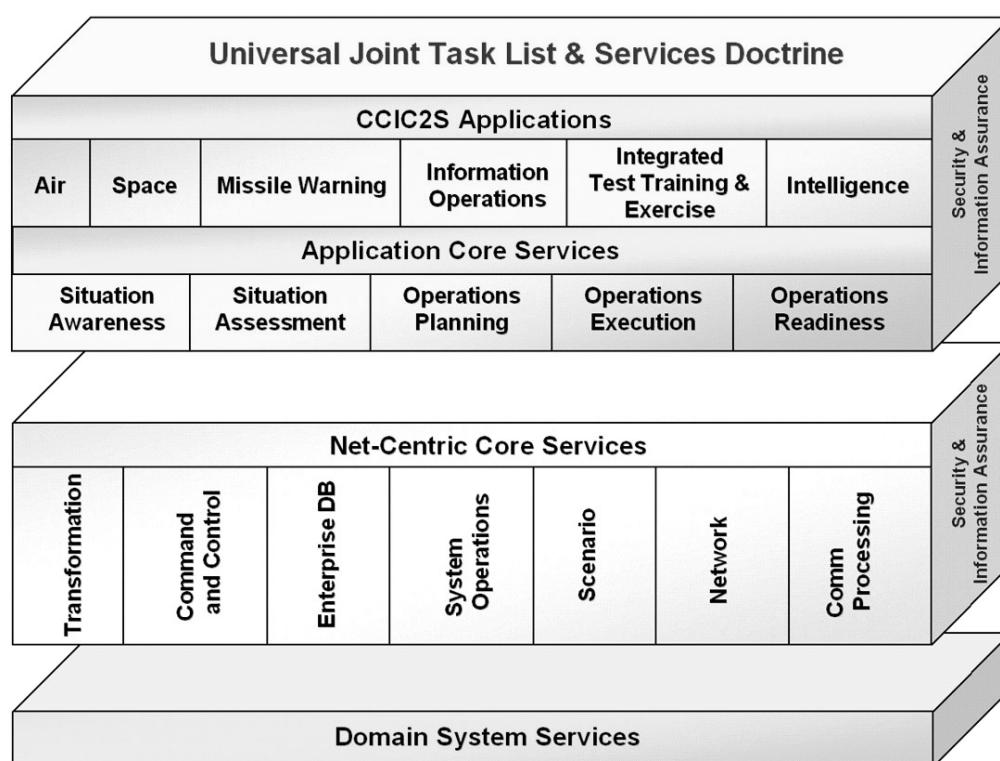 Universal Joint Task List & Services Doctrine
CCIC2S Applications
Air
Space
Missile Warning
Information
Operations
Integrated
Test Training &
Exercise
Intelligence
Application Core Services
Situation
Awareness
Situation
Assessment
Operations
Planning
Operations
Execution
Operations
Readiness
Security &
Information Assurance
Net-Centric Core Services
Transformation
Command
and Control
Enterprise DB
System
Operations
Scenario
Network
Comm
Processing
Security &
Information Assurance
Domain System Services